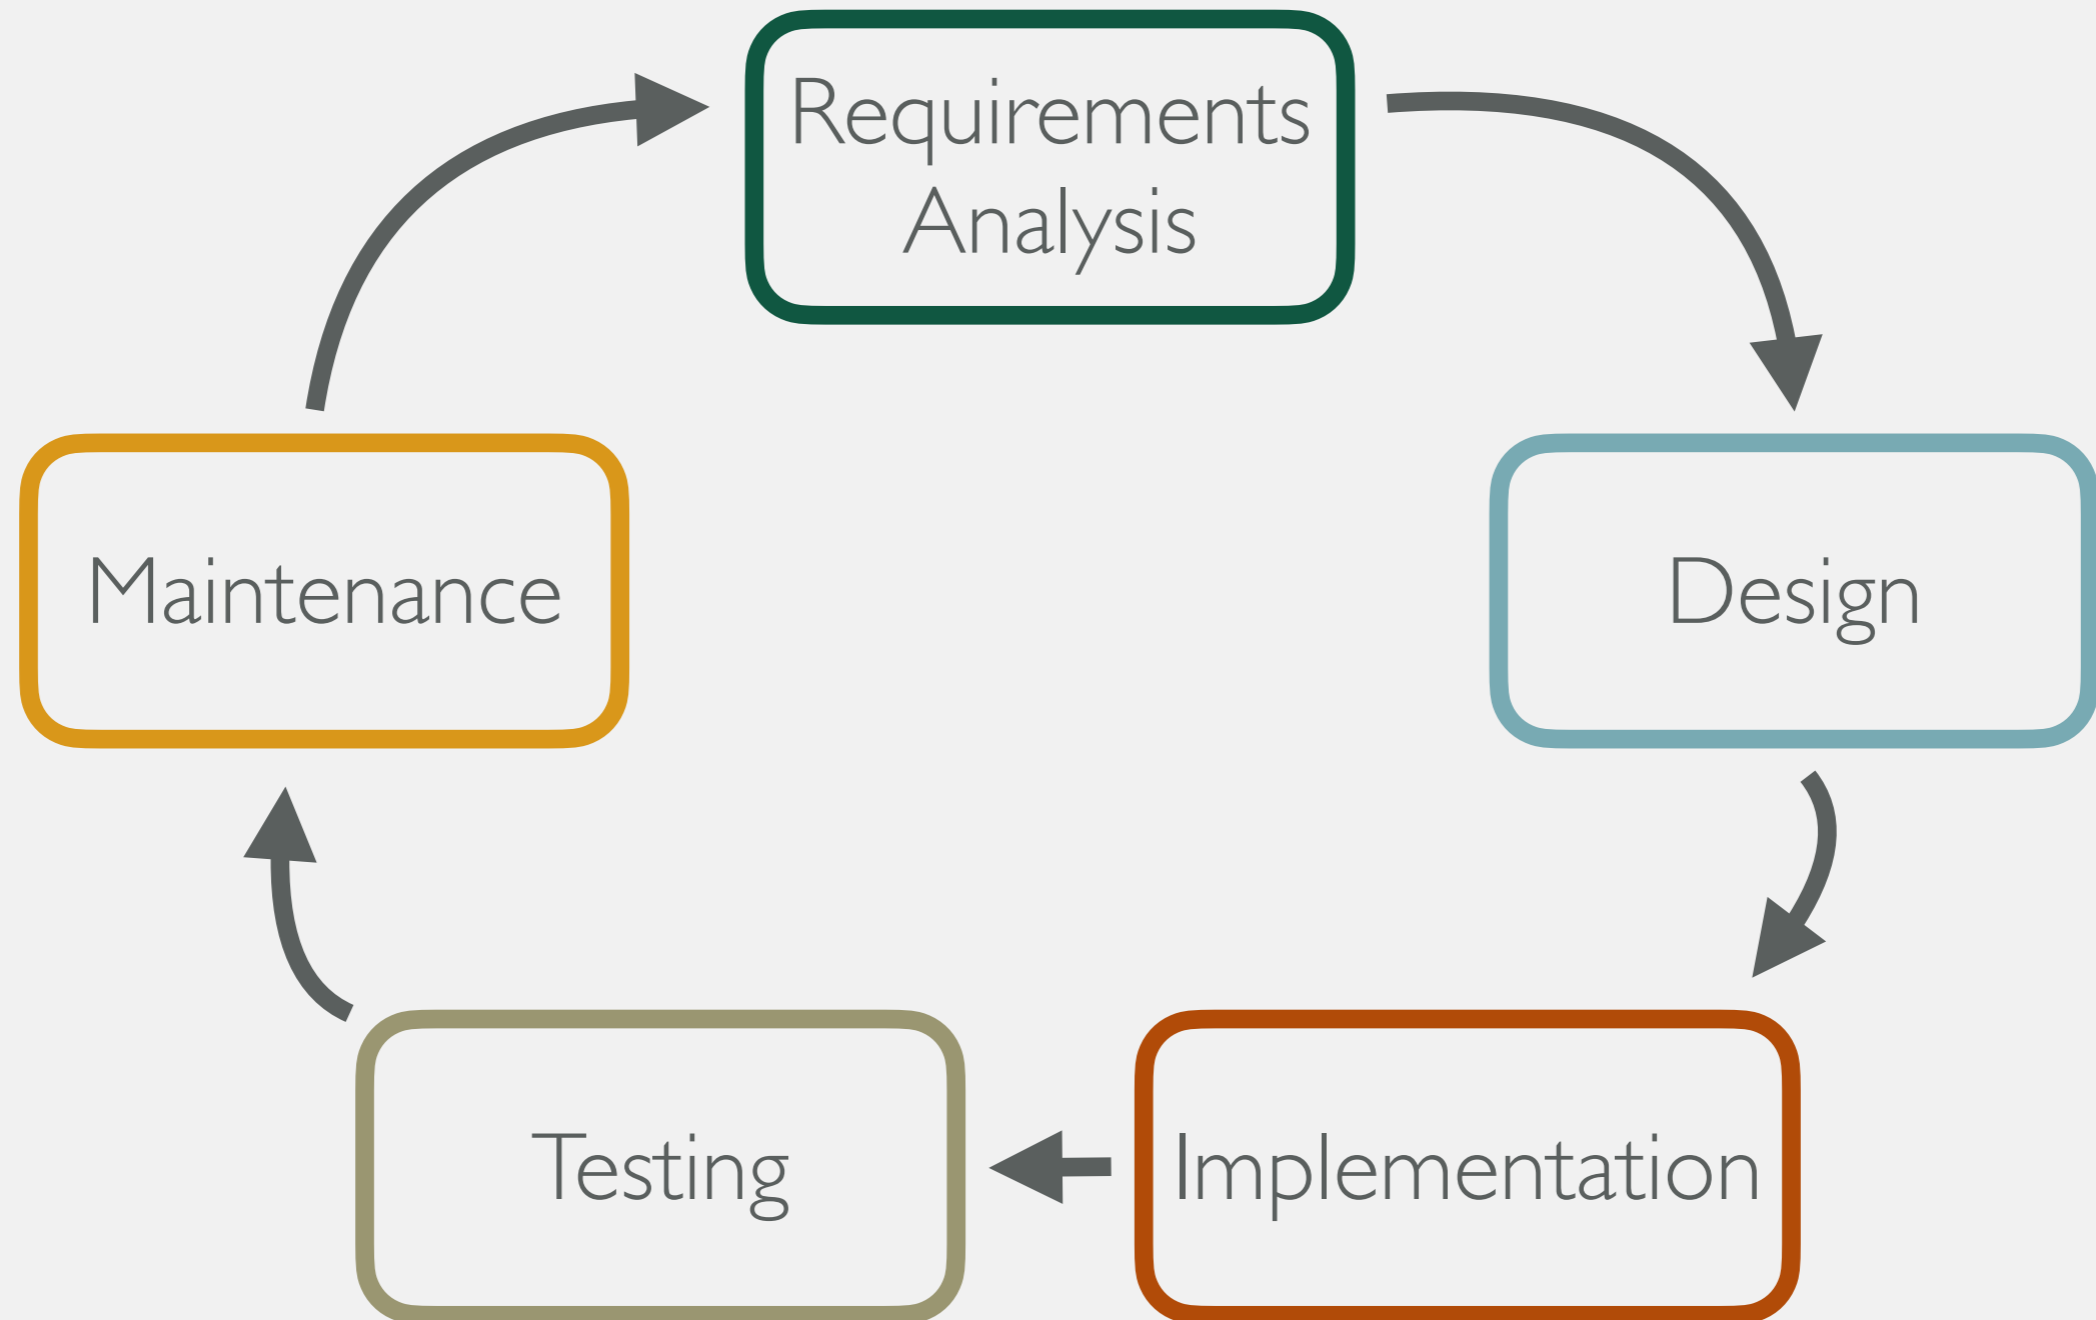 Requirements
Analysis
Maintenance
Design
Testing
Implementation